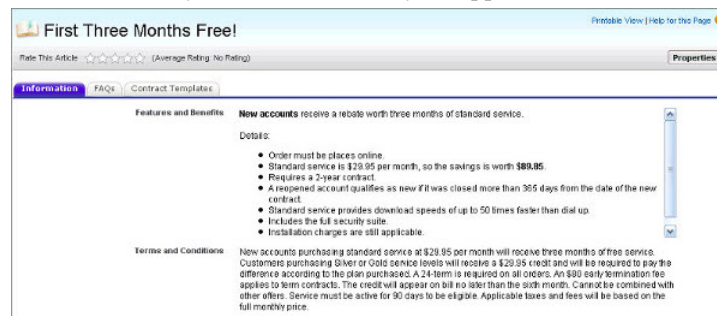 First Three Months Free!
Printable View | Help for this Page
Rate This Article (Average Rating: No Rating)
Properties
Information
FAQs
Contract Templates
Features and Benefits
New accounts receive a rebate worth three months of standard service.
Details:
Order must be places online.
Standard service is $29.95 per month, so the savings is worth $89.85.
Requires a 2-year contract.
A reopened account qualifies as new if it was closed more than 365 days from the date of the new
contract.
Standard service provides download speeds of up to 50 times faster than dial up.
Includes the full security suite.
Installation charges are still applicable.
Terms and Conditions
New accounts purchasing standard service at $29.95 per month will receive three months of free service.
Customers purchasing Silver or Gold service levels will receive a $29.95 credit and will be required to pay the
difference according to the plan purchased. A 24-term is required on all orders. An $80 early termination fee
applies to term contracts. The credit will appear on bill no later than the sixth month. Cannot be combined with
other offers. Service must be active for 90 days to be eligible. Applicable taxes and fees will be based on the
full monthly price.